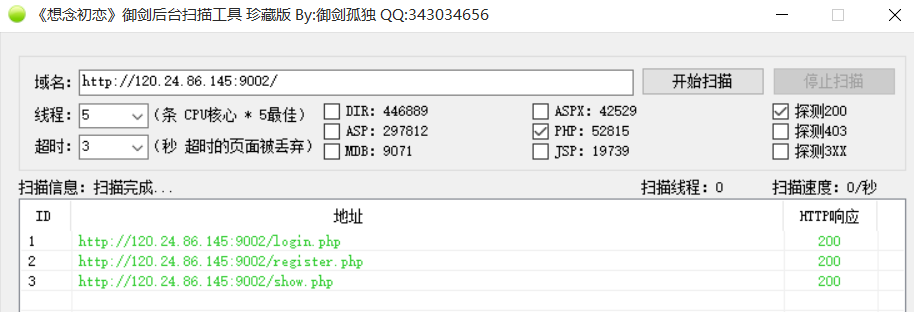 《想念初恋》御剑后台扫描工具 珍藏版 By:御剑孤独 QQ:343034656
域名: http://120.24.86.145:9002/ 开始扫描 停止扫描
线程: 5 (条 CPU核心 * 5最佳) DIR: 446889 ASPX: 42529 探测200
ASP: 297812 PHP: 52815 探测403
超时: 3 (秒 超时的页面被丢弃) MDB: 9071 JSP: 19739 探测3XX
扫描信息: 扫描完成... 扫描线程: 0 扫描速度: 0/秒
ID 地址 HTTP响应
1 http://120.24.86.145:9002/login.php 200
2 http://120.24.86.145:9002/register.php 200
3 http://120.24.86.145:9002/show.php 200